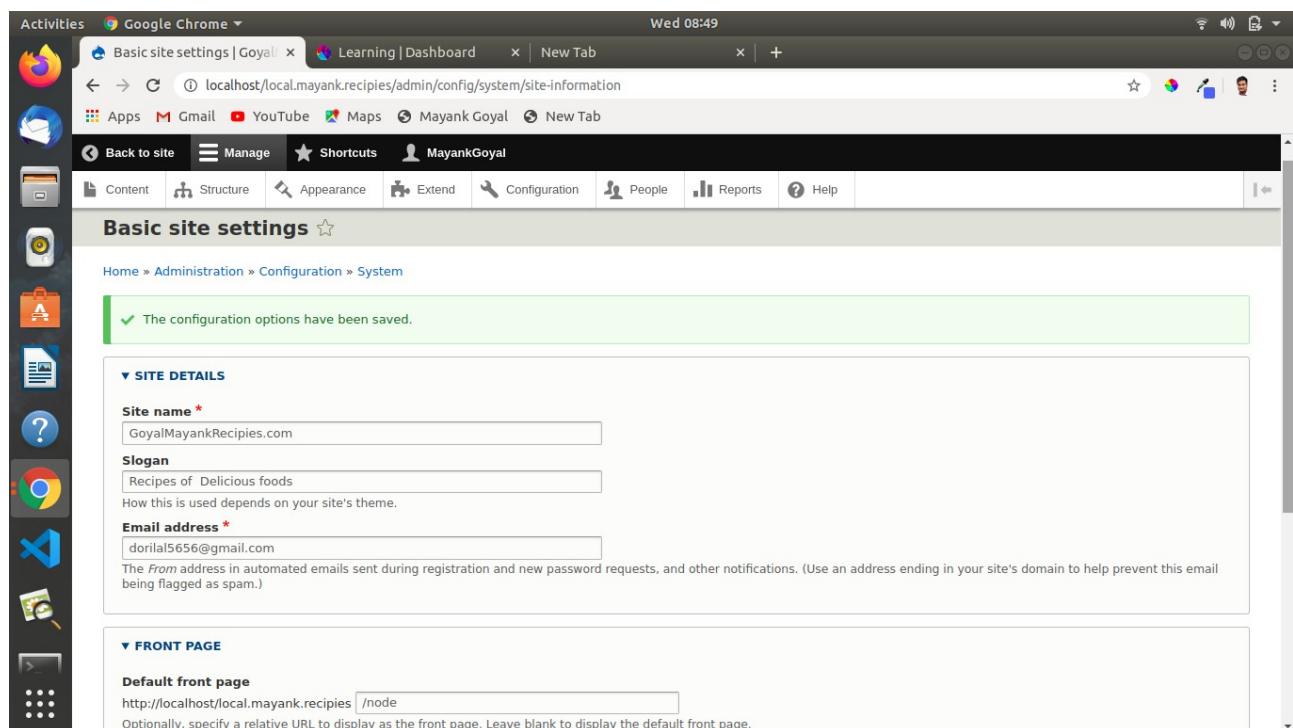 Activities Google Chrome Wed 08:49
Basic site settings | Goyal Learning | Dashboard New Tab
localhost/local.mayank.recipies/admin/config/system/site-information
Apps Gmail YouTube Maps Mayank Goyal New Tab
Back to site Manage Shortcuts MayankGoyal
Content Structure Appearance Extend Configuration People Reports Help
Basic site settings
Home » Administration » Configuration » System
The configuration options have been saved.
SITE DETAILS
Site name *
GoyalMayankRecipies.com
Slogan
Recipes of  Delicious foods
How this is used depends on your site's theme.
Email address *
dorilal5656@gmail.com
The From address in automated emails sent during registration and new password requests, and other notifications. (Use an address ending in your site's domain to help prevent this email
being flagged as spam.)
FRONT PAGE
Default front page
http://localhost/local.mayank.recipies /node
Optionally, specify a relative URL to display as the front page. Leave blank to display the default front page.